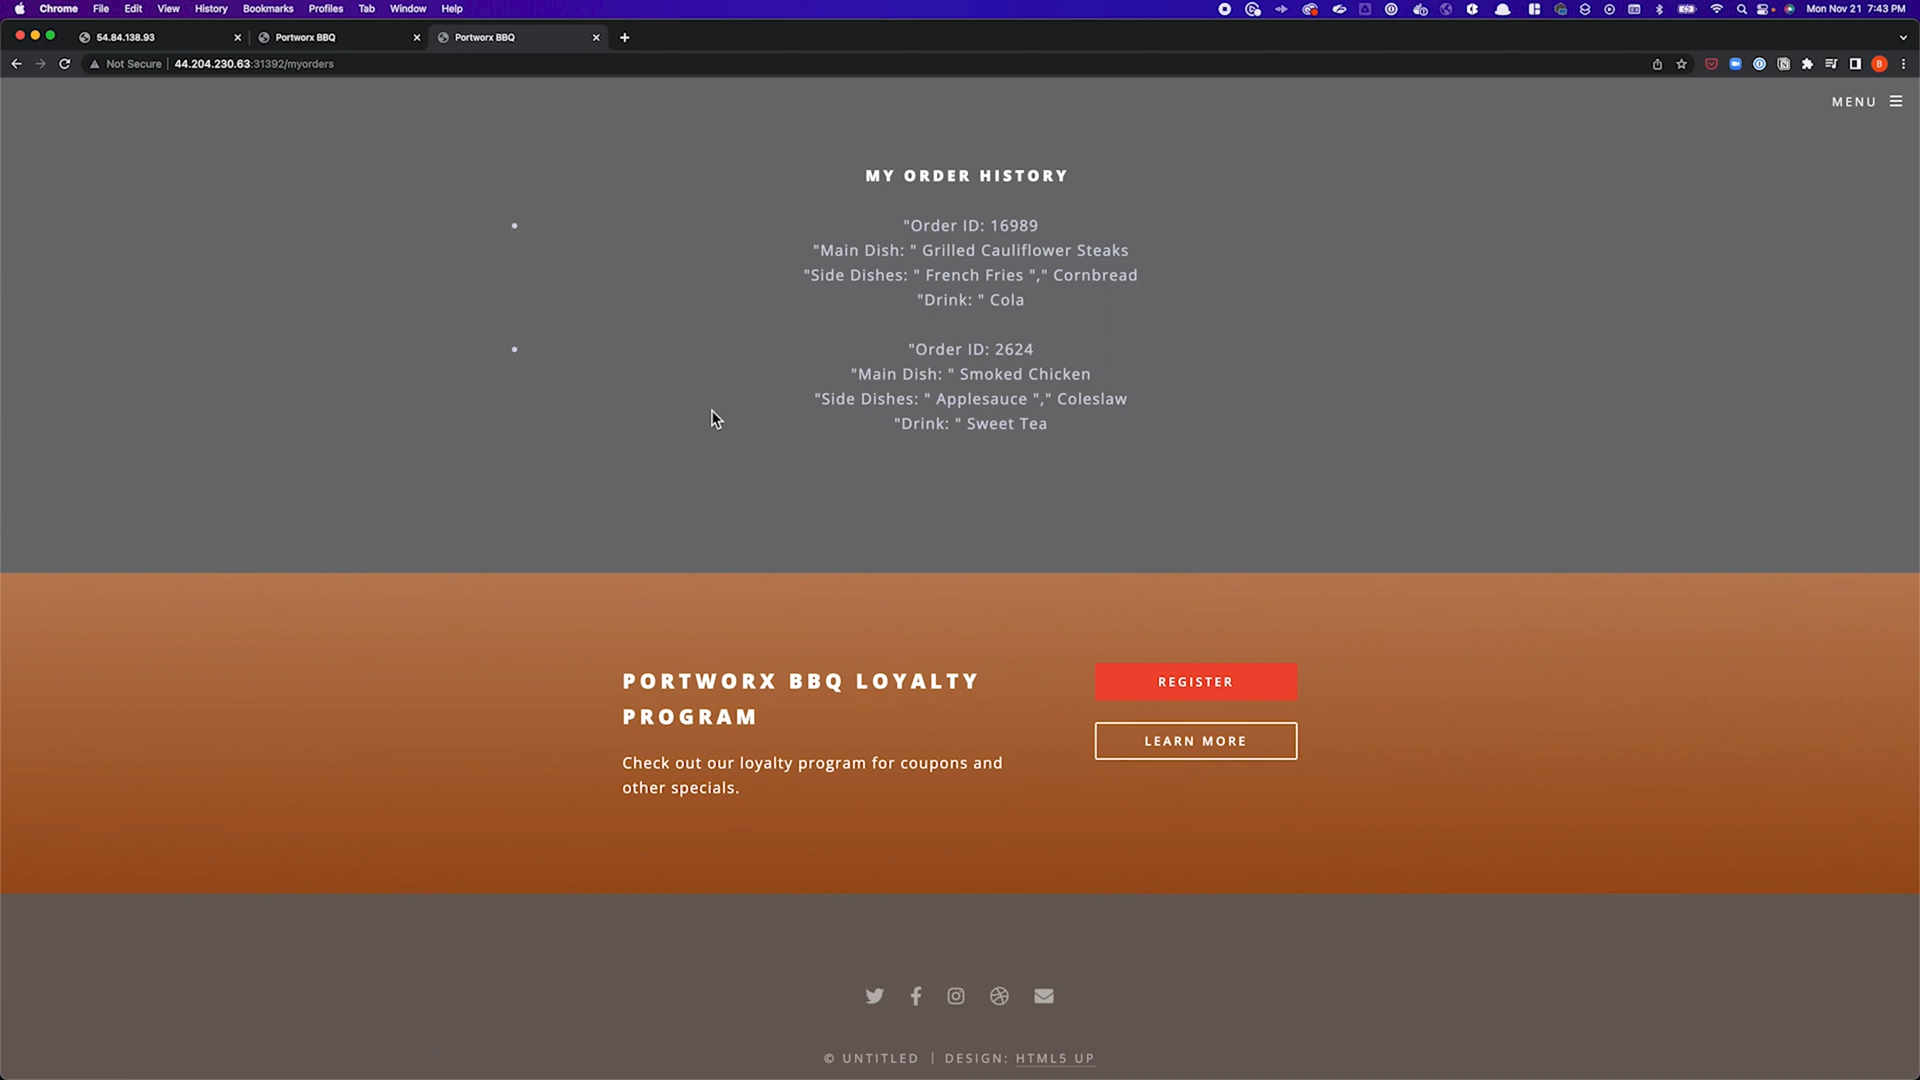 Chrome File Edit View History Bookmarks Profiles Tab Window Help Mon Nov 21 7:43 PM
54.84.138.93 Portworx BBQ Portworx BBQ
Not Secure 44.204.230.63:31392/myorders B
MENU
MY ORDER HISTORY
"Order ID: 16989
"Main Dish: " Grilled Cauliflower Steaks
"Side Dishes: " French Fries "," Cornbread
"Drink: " Cola
"Order ID: 2624
"Main Dish: " Smoked Chicken
"Side Dishes: " Applesauce "," Coleslaw
"Drink: " Sweet Tea
PORTWORX BBQ LOYALTY
PROGRAM
Check out our loyalty program for coupons and
other specials.
REGISTER
LEARN MORE
© UNTITLED | DESIGN: HTML5 UP